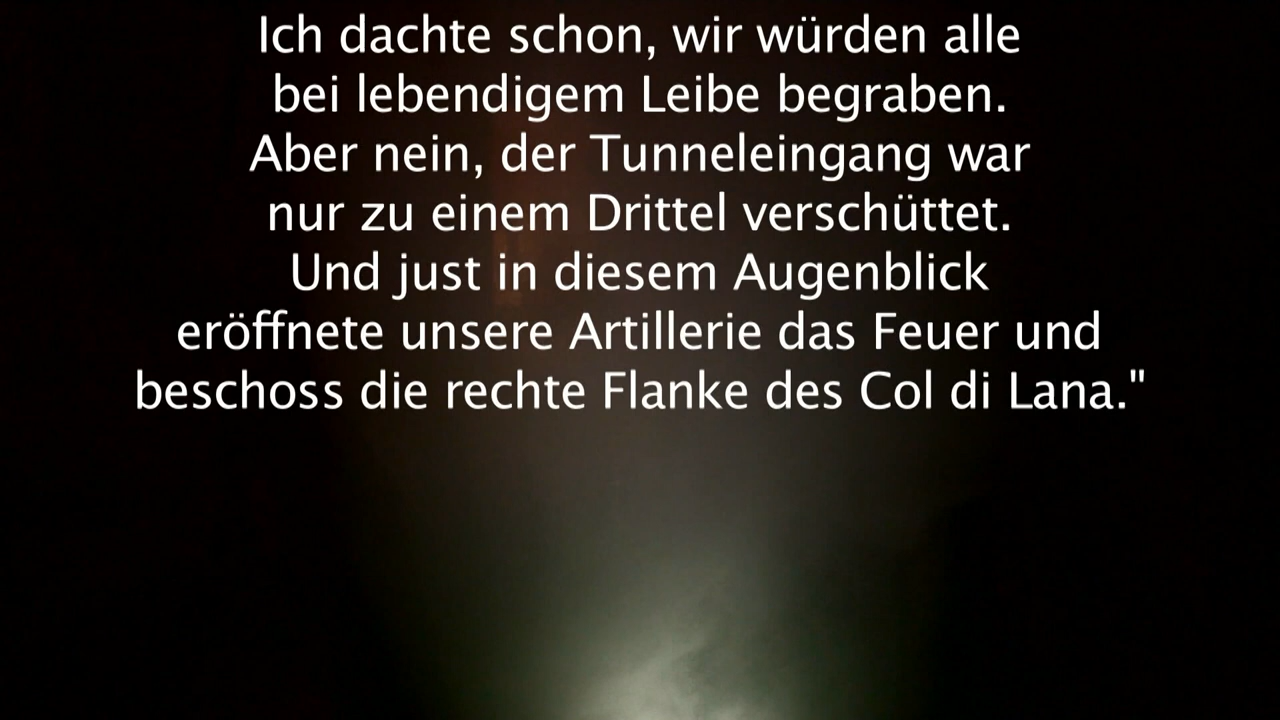 Ich dachte schon, wir würden alle
bei lebendigem Leibe begraben.
Aber nein, der Tunneleingang war
nur zu einem Drittel verschüttet.
Und just in diesem Augenblick
eröffnete unsere Artillerie das Feuer und
beschoss die rechte Flanke des Col di Lana."